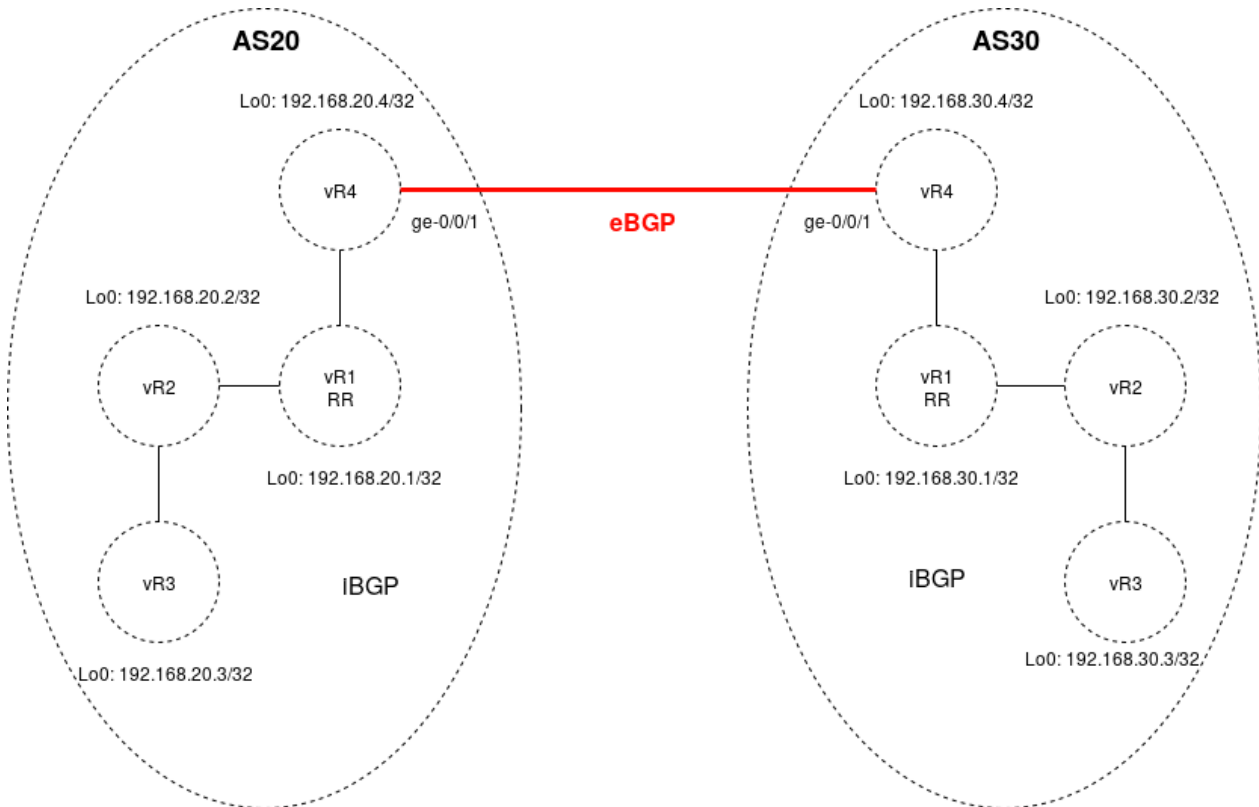 AS20
AS30
Lo0: 192.168.20.4/32
Lo0: 192.168.30.4/32
vR4
vR4
ge-0/0/1
eBGP
ge-0/0/1
Lo0: 192.168.20.2/32
Lo0: 192.168.30.2/32
vR2
vR1
RR
vR1
RR
vR2
Lo0: 192.168.20.1/32
Lo0: 192.168.30.1/32
vR3
iBGP
iBGP
vR3
Lo0: 192.168.20.3/32
Lo0: 192.168.30.3/32